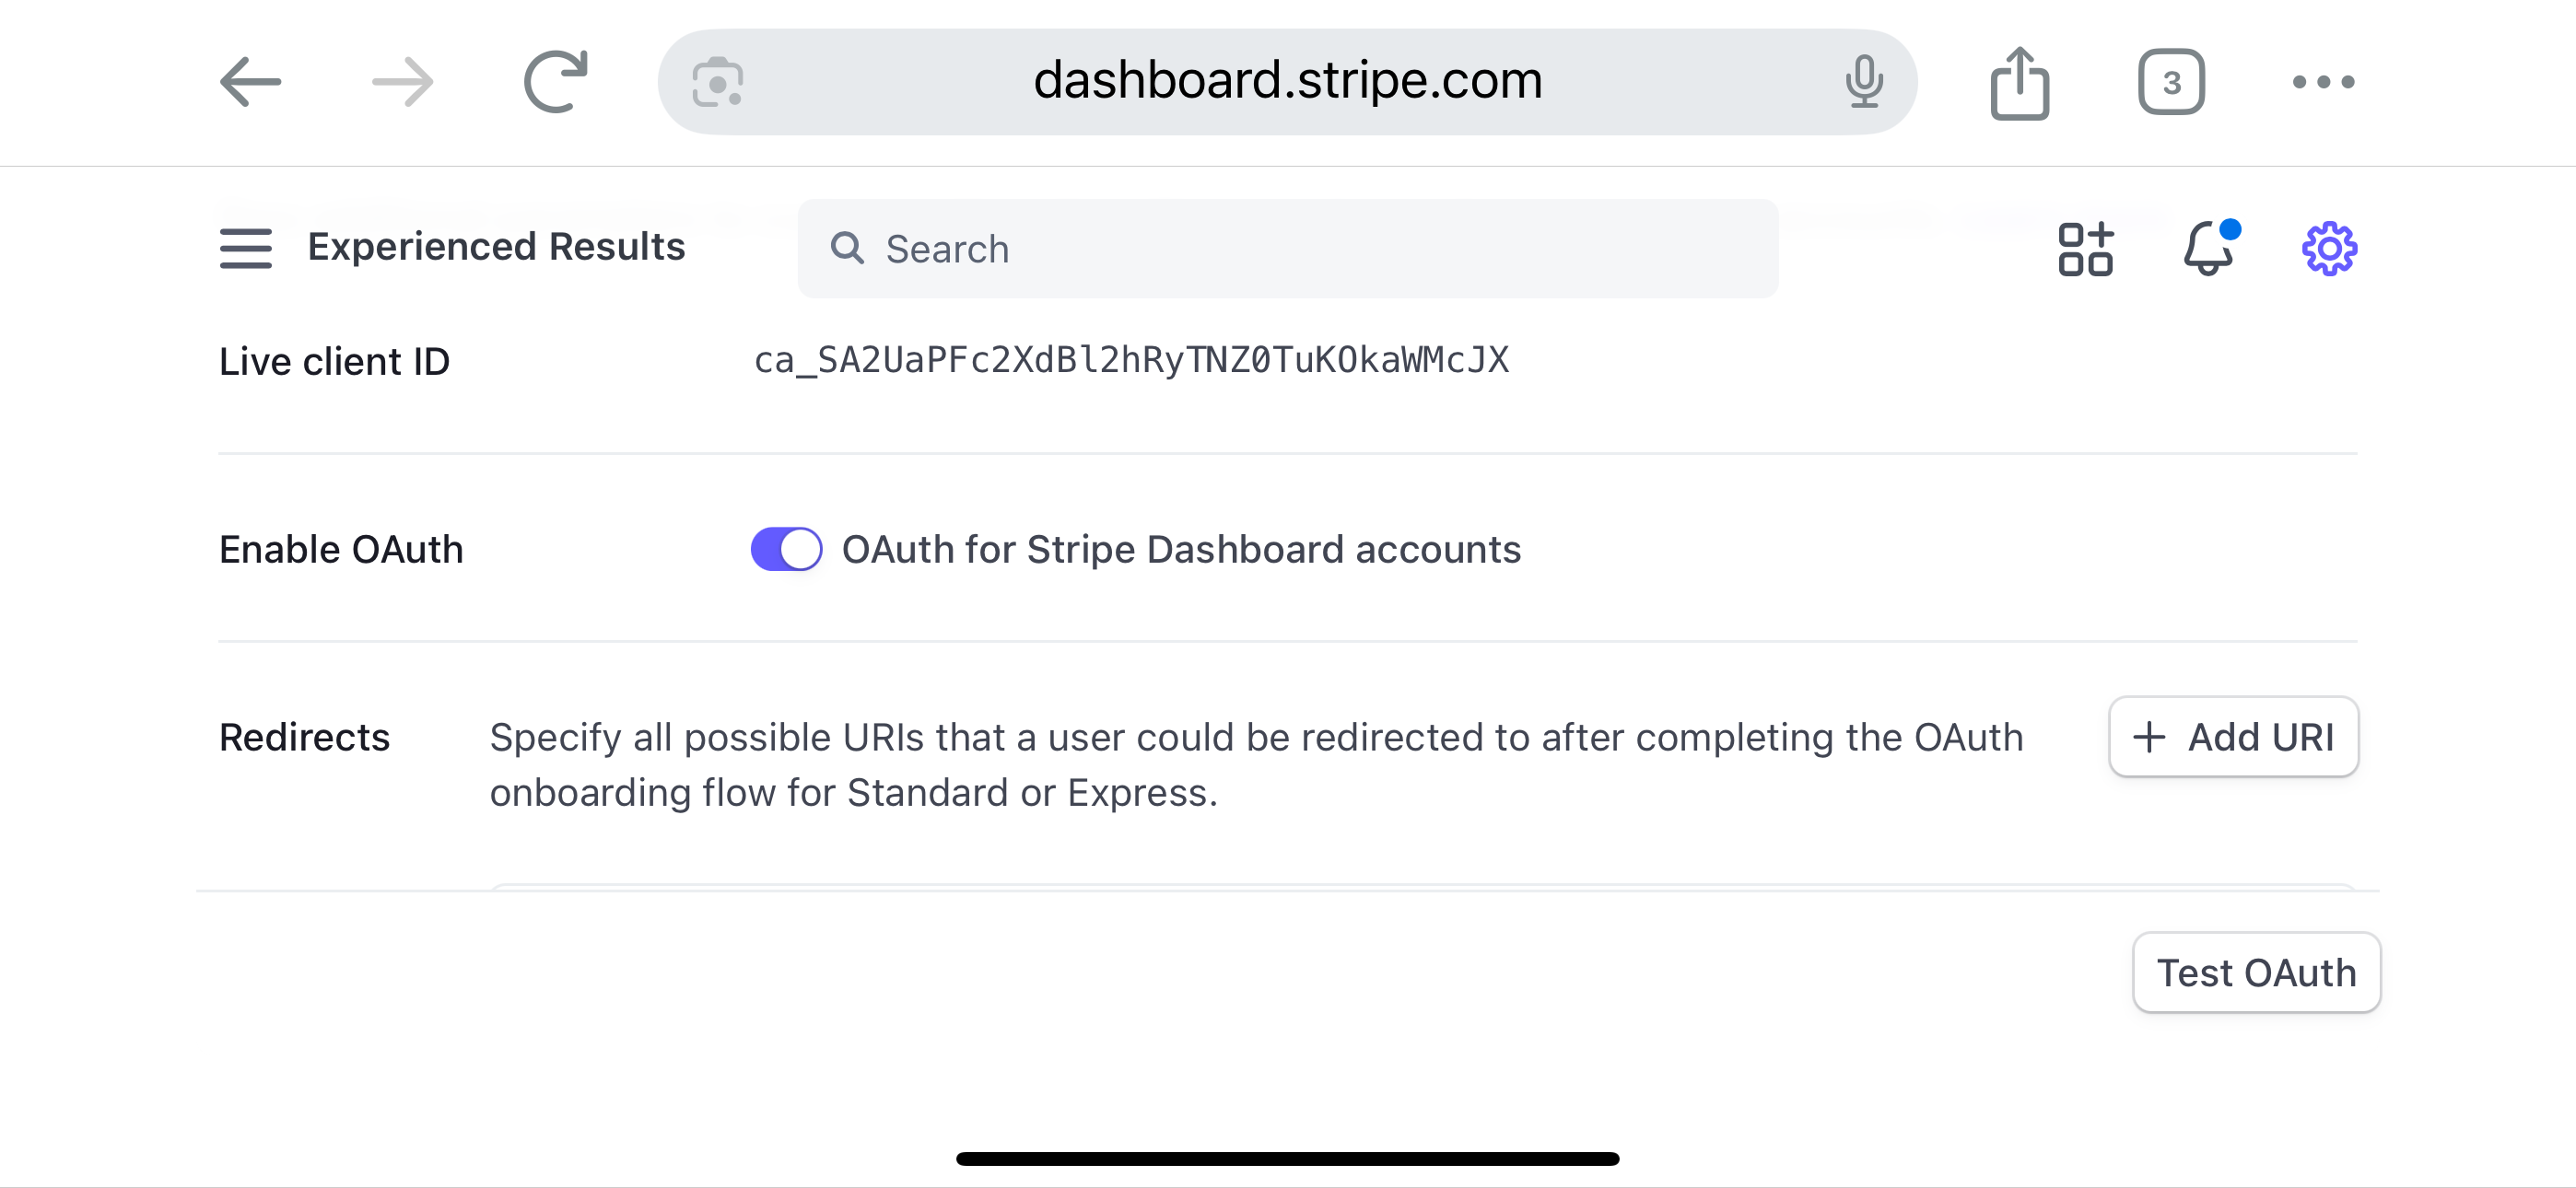 dashboard.stripe.com
3
Experienced Results
Search
Live client ID
ca_SA2UaPFc2XdBl2hRyTNZ0TuKOkaWMcJX
Enable OAuth
OAuth for Stripe Dashboard accounts
Redirects
Specify all possible URIs that a user could be redirected to after completing the OAuth
onboarding flow for Standard or Express.
+ Add URI
Test OAuth